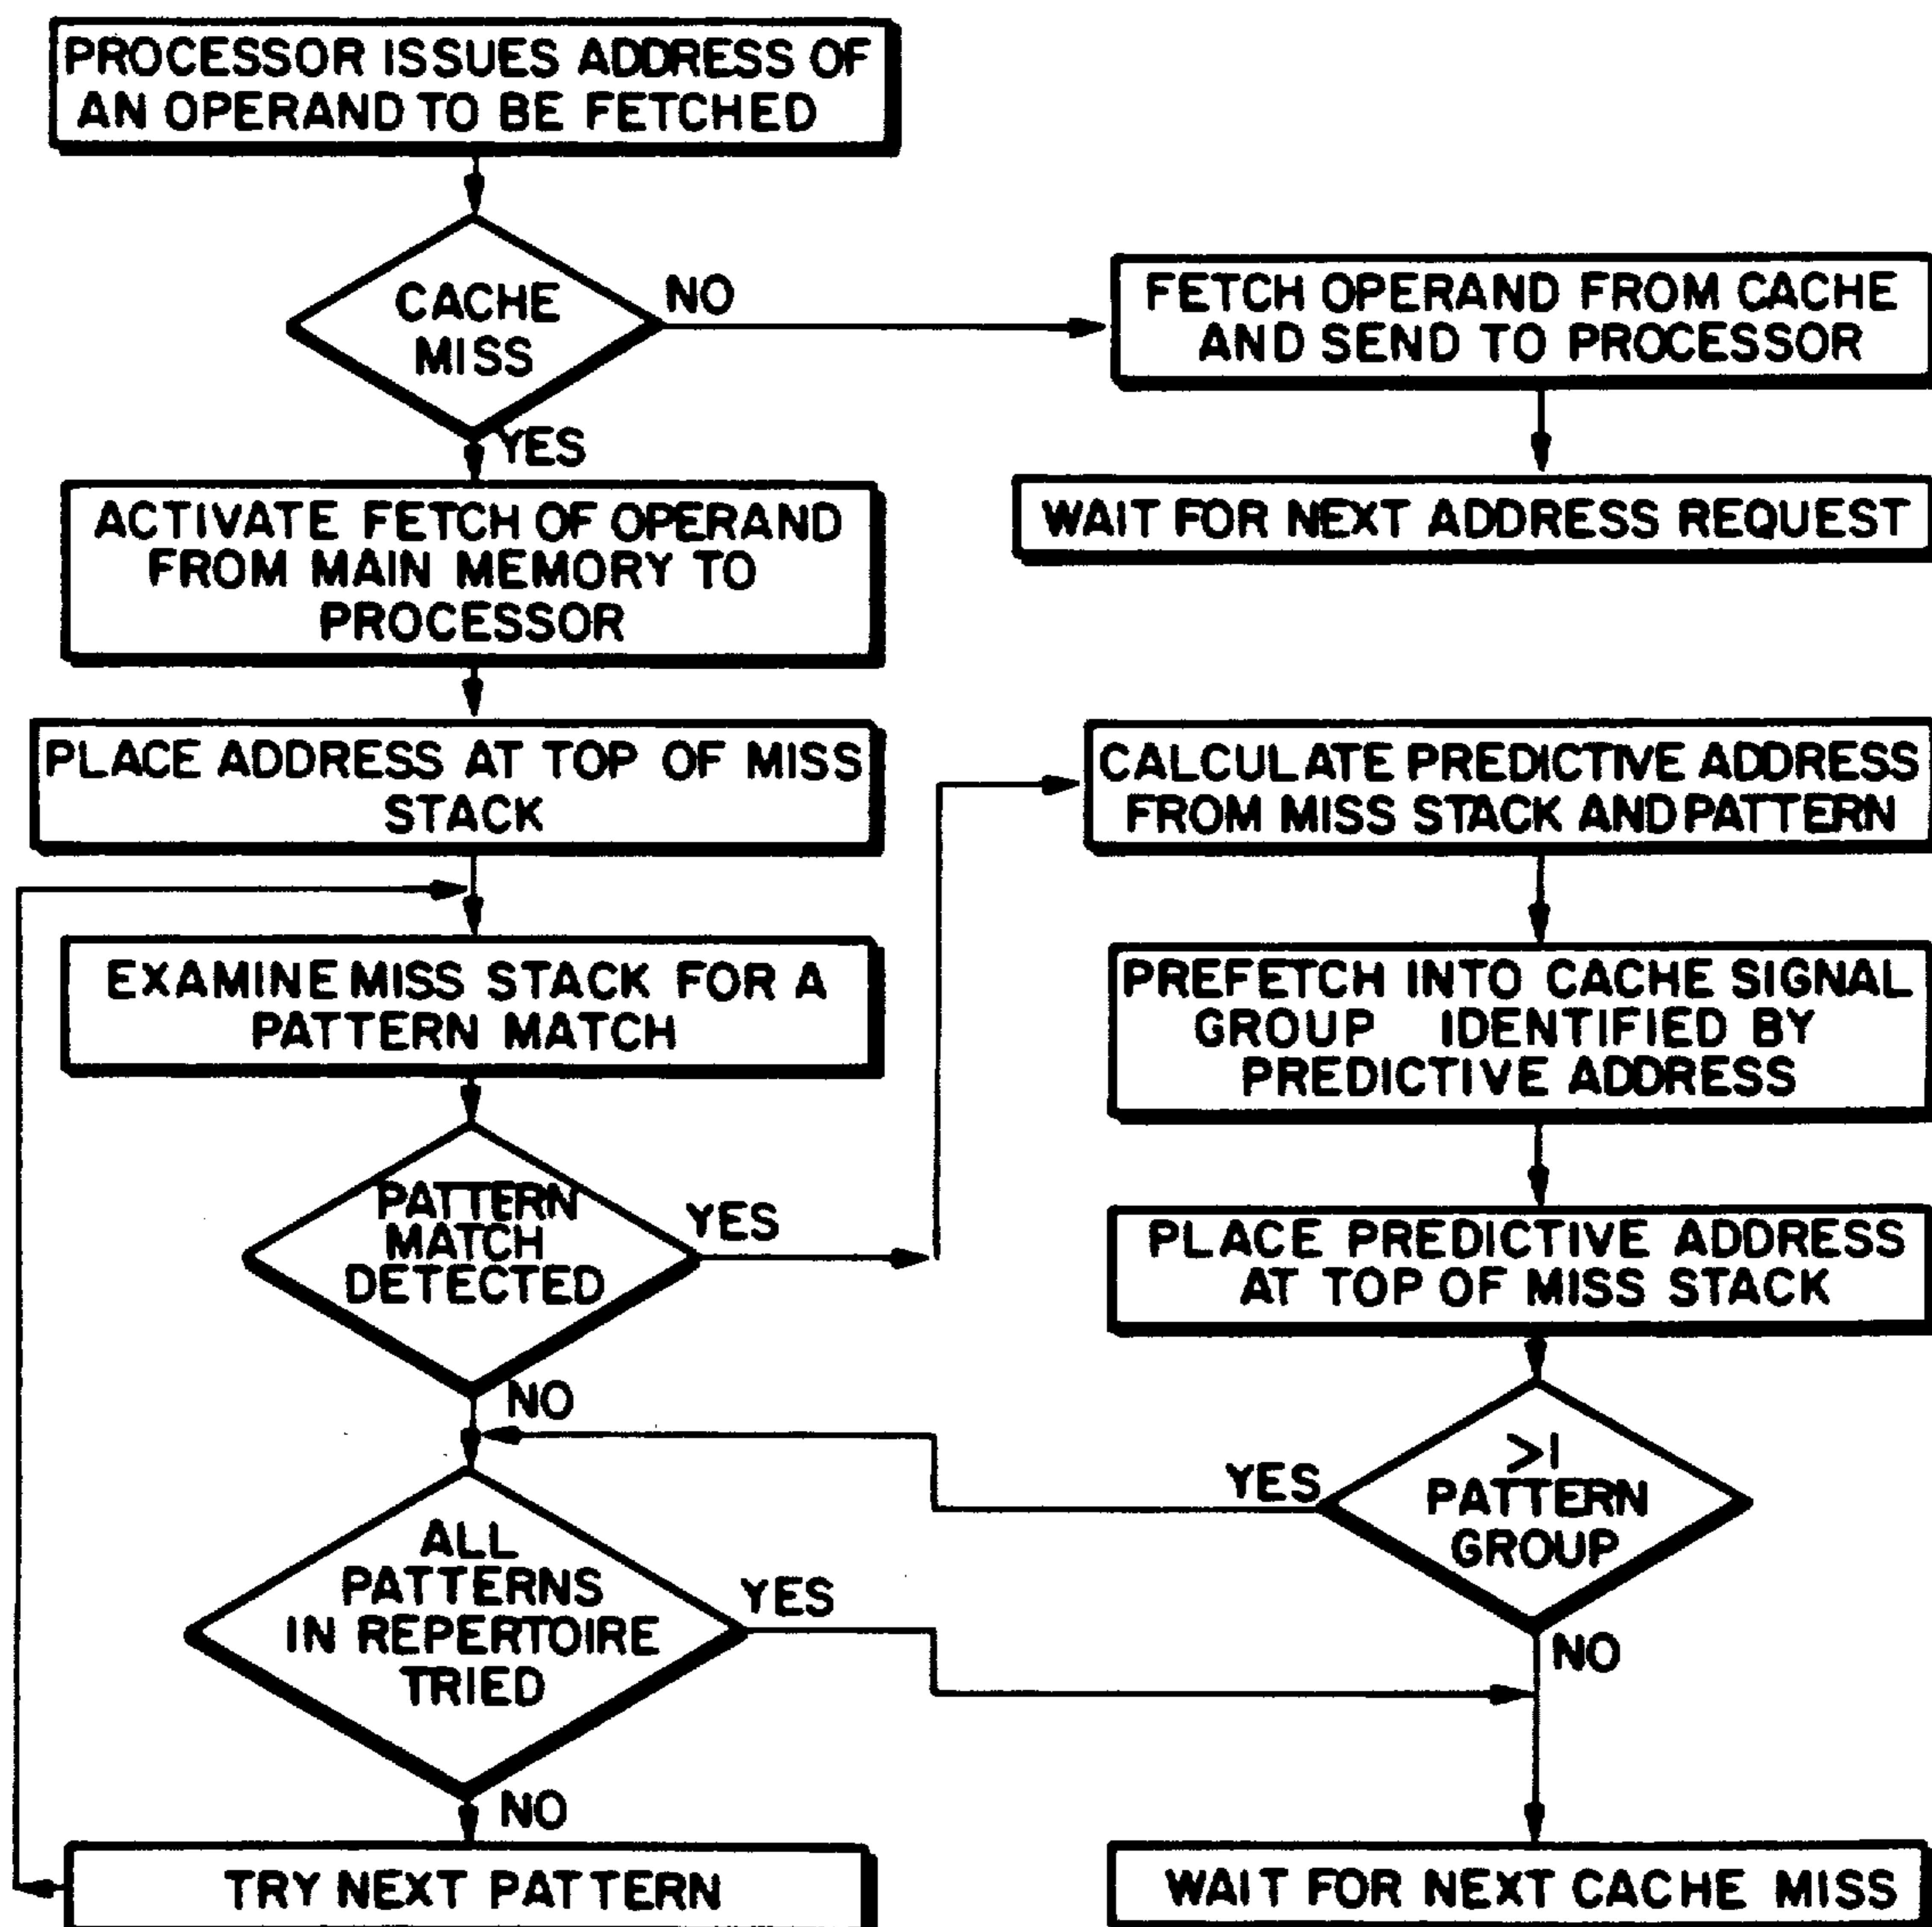 PROCESSOR ISSUES ADDRESS OF
AN OPERAND TO BE FETCHED
CACHE
MISS
NO
YES
FETCH OPERAND FROM CACHE
AND SEND TO PROCESSOR
WAIT FOR NEXT ADDRESS REQUEST
ACTIVATE FETCH OF OPERAND
FROM MAIN MEMORY TO
PROCESSOR
PLACE ADDRESS AT TOP OF MISS
STACK
EXAMINE MISS STACK FOR A
PATTERN MATCH
PATTERN
MATCH
DETECTED
YES
NO
CALCULATE PREDICTIVE ADDRESS
FROM MISS STACK AND PATTERN
PREFETCH INTO CACHE SIGNAL
GROUP IDENTIFIED BY
PREDICTIVE ADDRESS
PLACE PREDICTIVE ADDRESS
AT TOP OF MISS STACK
>1
PATTERN
GROUP
YES
NO
ALL
PATTERNS
IN REPERTOIRE
TRIED
YES
NO
TRY NEXT PATTERN
WAIT FOR NEXT CACHE MISS